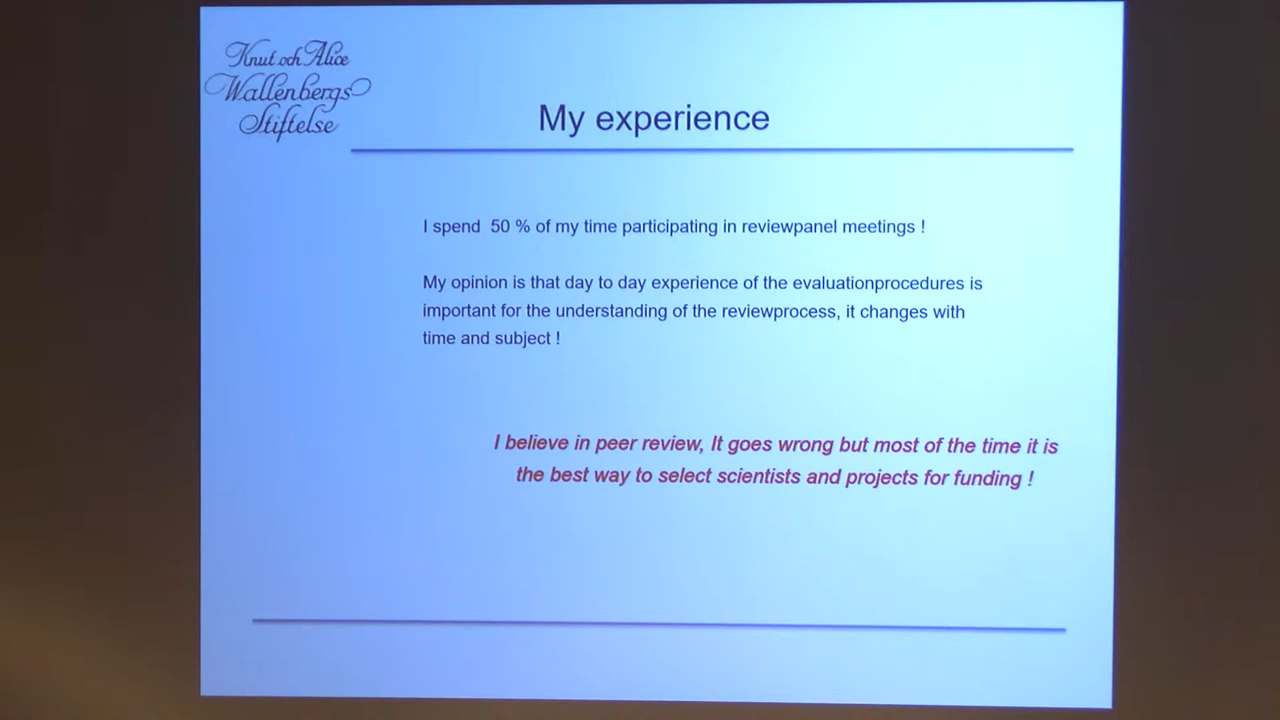 Knut och Alice
Wallenbergs
Stiftelse
My experience
I spend 50 % of my time participating in reviewpanel meetings !
My opinion is that day to day experience of the evaluationprocedures is
important for the understanding of the reviewprocess, it changes with
time and subject !
I believe in peer review, It goes wrong but most of the time it is
the best way to select scientists and projects for funding !